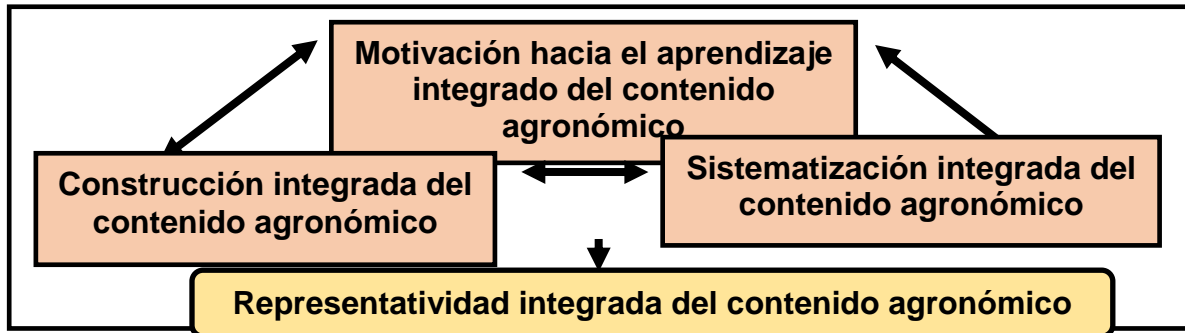 Motivación hacia el aprendizaje
integrado del contenido
agronómico
Construcción integrada del
contenido agronómico
Sistematización integrada del
contenido agronómico
Representatividad integrada del contenido agronómico